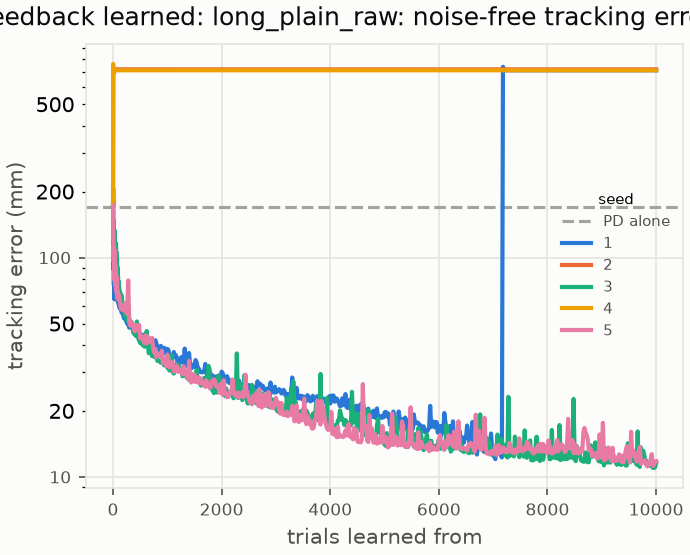 eedback learned: long_plain_raw: noise-free tracking erro
tracking error (mm)
500
200
100
50
20
10
seed
PD alone
1
2
3
4
5
0 2000 4000 6000 8000 10000
trials learned from